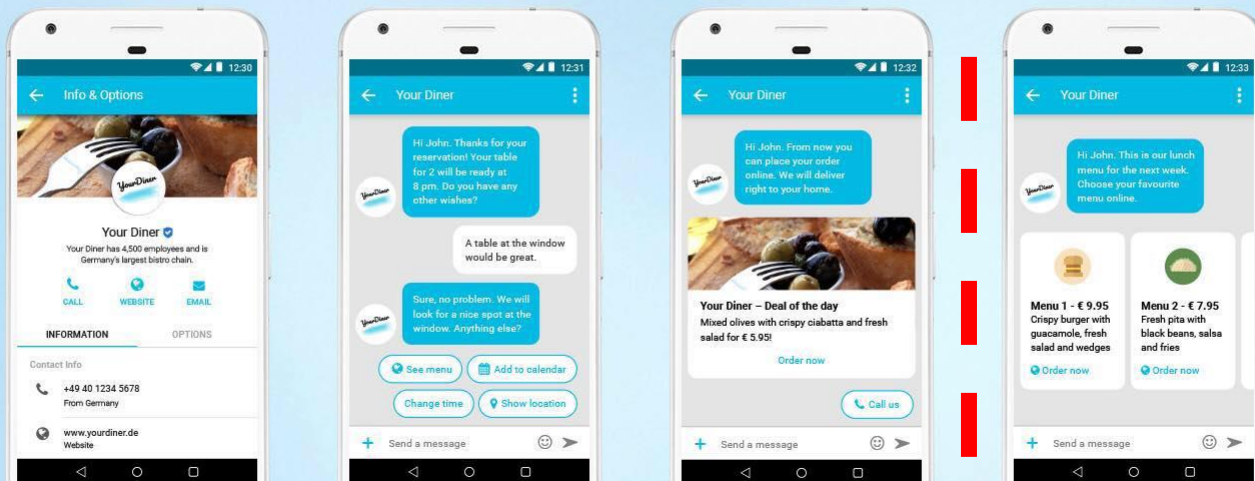 12:30
Info & Options
YourDiner
Your Diner
Your Diner has 4,500 employees and is
Germany's largest bistro chain.
CALL
WEBSITE
EMAIL
INFORMATION
OPTIONS
Contact Info
+49 40 1234 5678
From Germany
www.yourdiner.de
Website
12:31
Your Diner
Hi John. Thanks for your
reservation! Your table
for 2 will be ready at
8 pm. Do you have any
other wishes?
YourDiner
A table at the window
would be great.
Sure, no problem. We will
look for a nice spot at the
window. Anything else?
YourDiner
See menu
Add to calendar
Change time
Show location
Send a message
12:32
Your Diner
Hi John. From now you
can place your order
online. We will deliver
right to your home.
YourDiner
Your Diner – Deal of the day
Mixed olives with crispy ciabatta and fresh
salad for € 5.95!
Order now
Call us
Send a message
12:33
Your Diner
Hi John. This is our lunch
menu for the next week.
Choose your favourite
menu online.
YourDiner
Menu 1 - € 9.95
Crispy burger with
guacamole, fresh
salad and wedges
Order now
Menu 2 - € 7.95
Fresh pita with
black beans, salsa
and fries
Order now
Send a message